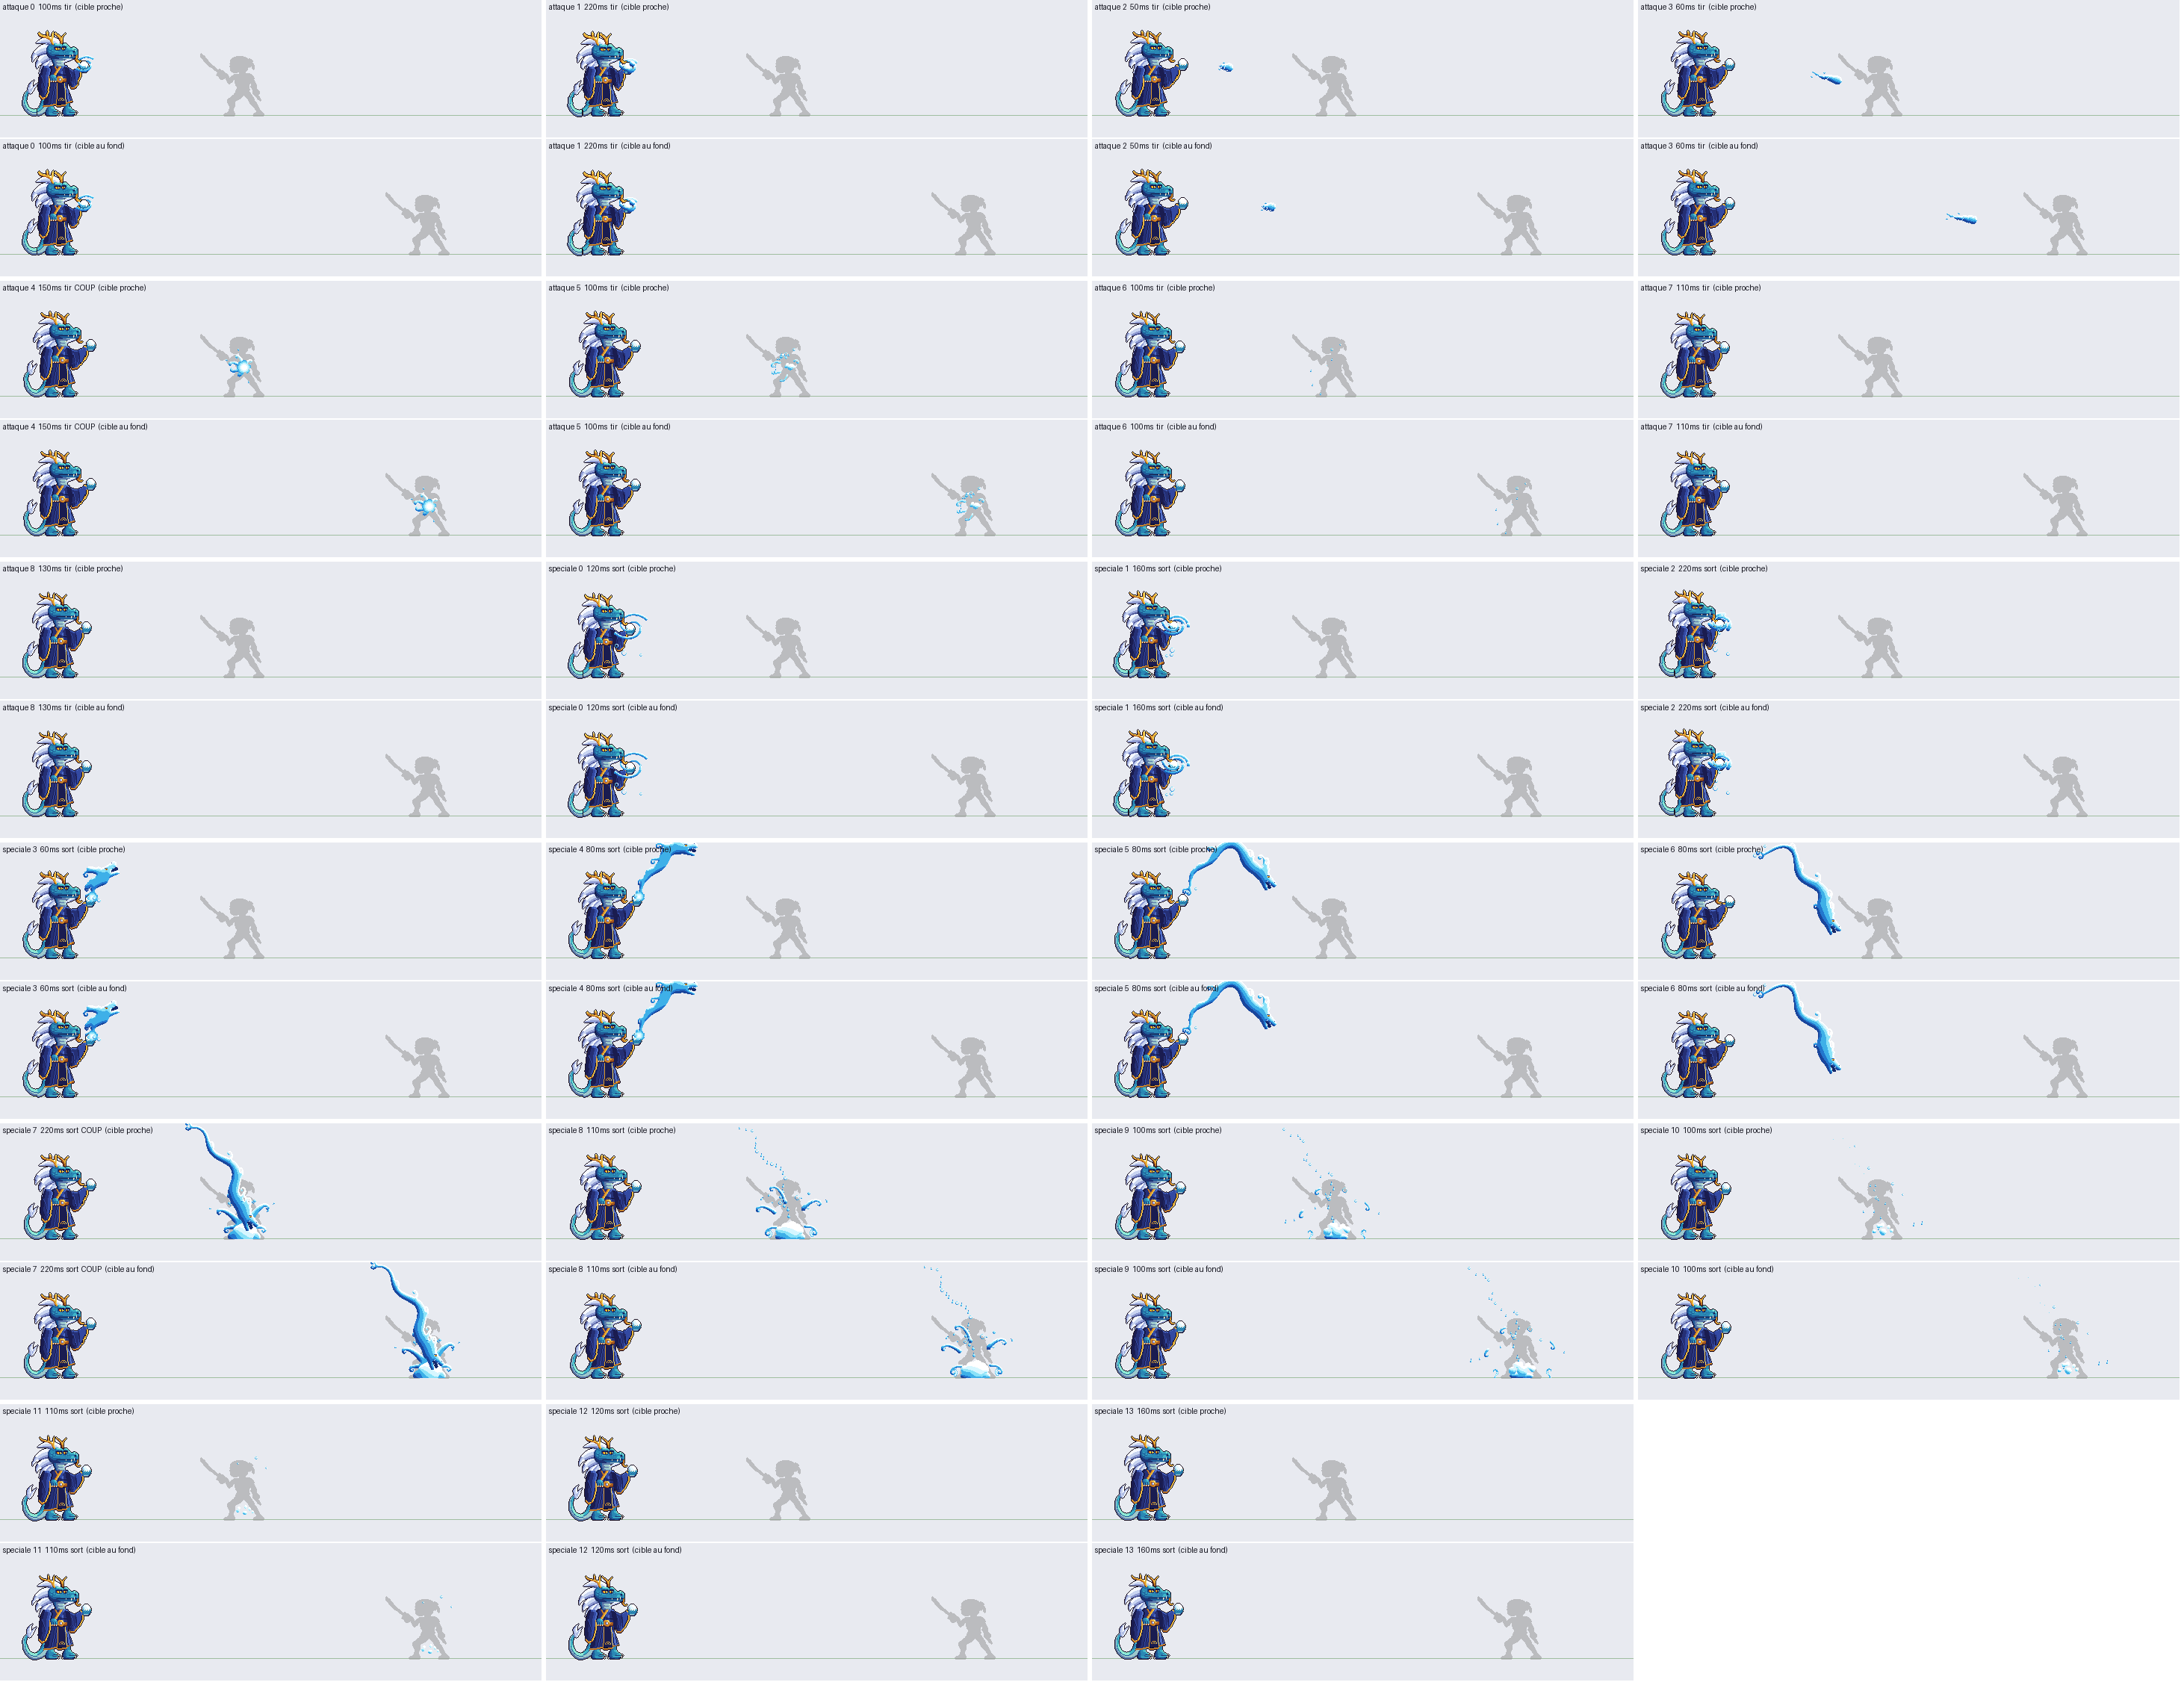 attaque 0 100ms tir (cible proche)
attaque 1 220ms tir (cible proche)
attaque 2 50ms tir (cible proche)
attaque 3 60ms tir (cible proche)
attaque 0 100ms tir (cible au fond)
attaque 1 220ms tir (cible au fond)
attaque 2 50ms tir (cible au fond)
attaque 3 60ms tir (cible au fond)
attaque 4 150ms tir COUP (cible proche)
attaque 5 100ms tir (cible proche)
attaque 6 100ms tir (cible proche)
attaque 7 110ms tir (cible proche)
attaque 4 150ms tir COUP (cible au fond)
attaque 5 100ms tir (cible au fond)
attaque 6 100ms tir (cible au fond)
attaque 7 110ms tir (cible au fond)
attaque 8 130ms tir (cible proche)
speciale 0 120ms sort (cible proche)
speciale 1 160ms sort (cible proche)
speciale 2 220ms sort (cible proche)
attaque 8 130ms tir (cible au fond)
speciale 0 120ms sort (cible au fond)
speciale 1 160ms sort (cible au fond)
speciale 2 220ms sort (cible au fond)
speciale 3 60ms sort (cible proche)
speciale 4 80ms sort (cible proche)
speciale 5 80ms sort (cible proche)
speciale 6 80ms sort (cible proche)
speciale 3 60ms sort (cible au fond)
speciale 4 80ms sort (cible au fond)
speciale 5 80ms sort (cible au fond)
speciale 6 80ms sort (cible au fond)
speciale 7 220ms sort COUP (cible proche)
speciale 8 110ms sort (cible proche)
speciale 9 100ms sort (cible proche)
speciale 10 100ms sort (cible proche)
speciale 7 220ms sort COUP (cible au fond)
speciale 8 110ms sort (cible au fond)
speciale 9 100ms sort (cible au fond)
speciale 10 100ms sort (cible au fond)
speciale 11 110ms sort (cible proche)
speciale 12 120ms sort (cible proche)
speciale 13 160ms sort (cible proche)
speciale 11 110ms sort (cible au fond)
speciale 12 120ms sort (cible au fond)
speciale 13 160ms sort (cible au fond)